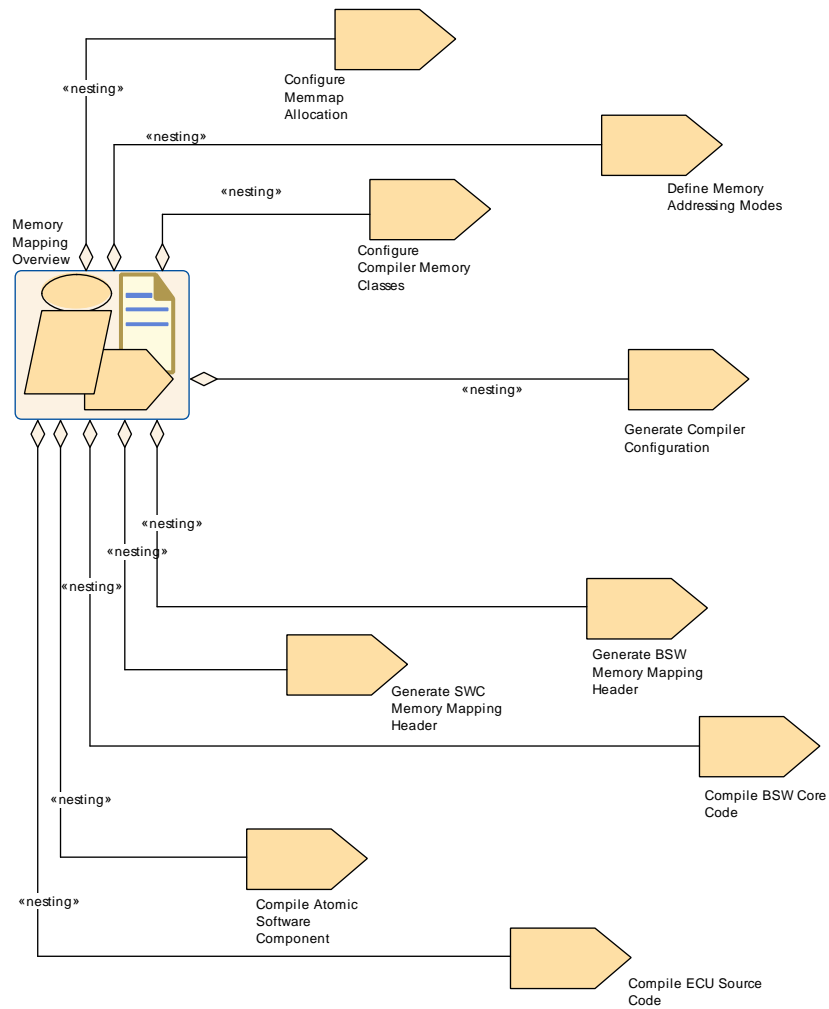 Configure
Memmap
Allocation
«nesting»
«nesting»
Define Memory
Addressing Modes
«nesting»
Configure
Compiler Memory
Classes
Memory
Mapping
Overview
«nesting»
Generate Compiler
Configuration
«nesting»
«nesting»
«nesting»
Generate BSW
Memory Mapping
Header
Generate SWC
Memory Mapping
Header
Compile BSW Core
Code
«nesting»
Compile Atomic
Software
Component
«nesting»
Compile ECU Source
Code